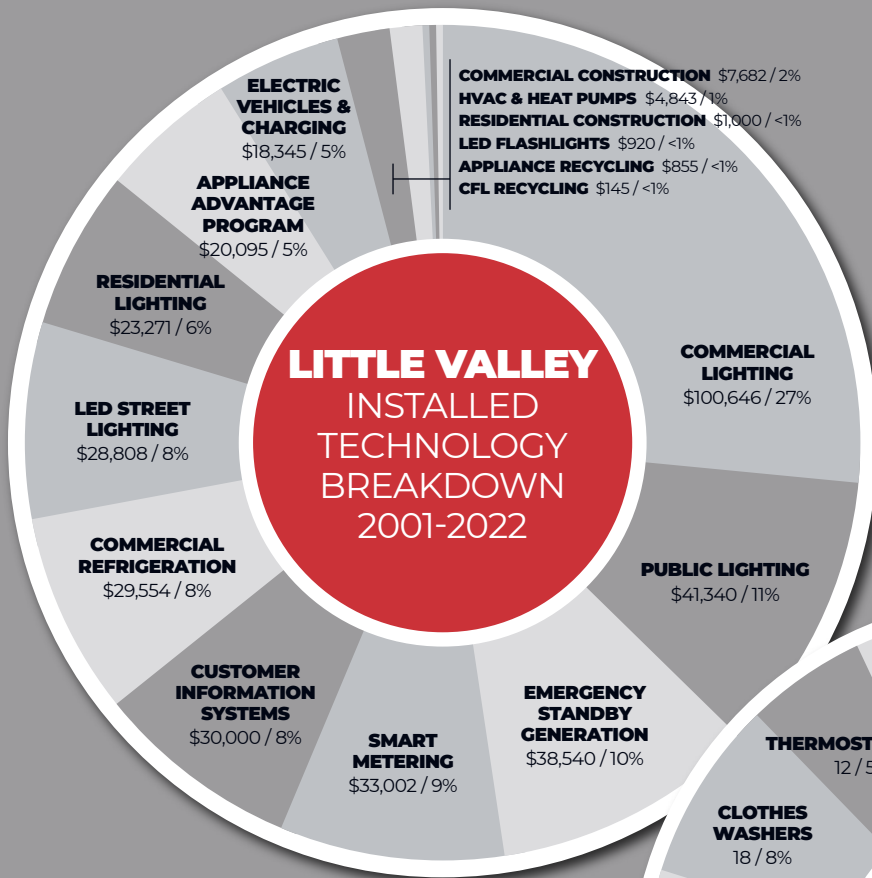 COMMERCIAL CONSTRUCTION $7,682 / 2%
HVAC & HEAT PUMPS $4,843 / 1%
RESIDENTIAL CONSTRUCTION $1,000 / <1%
LED FLASHLIGHTS $920 / <1%
APPLIANCE RECYCLING $855 / <1%
CFL RECYCLING $145 / <1%
ELECTRIC
VEHICLES &
CHARGING
$18,345 / 5%
APPLIANCE
ADVANTAGE
PROGRAM
$20,095 / 5%
RESIDENTIAL
LIGHTING
$23,271 / 6%
LED STREET
LIGHTING
$28,808 / 8%
COMMERCIAL
REFRIGERATION
$29,554 / 8%
CUSTOMER
INFORMATION
SYSTEMS
$30,000 / 8%
SMART
METERING
$33,002 / 9%
EMERGENCY
STANDBY
GENERATION
$38,540 / 10%
PUBLIC LIGHTING
$41,340 / 11%
COMMERCIAL
LIGHTING
$100,646 / 27%
LITTLE VALLEY
INSTALLED
TECHNOLOGY
BREAKDOWN
2001-2022
THERMOST
12 / 5
CLOTHES
WASHERS
18 / 8%